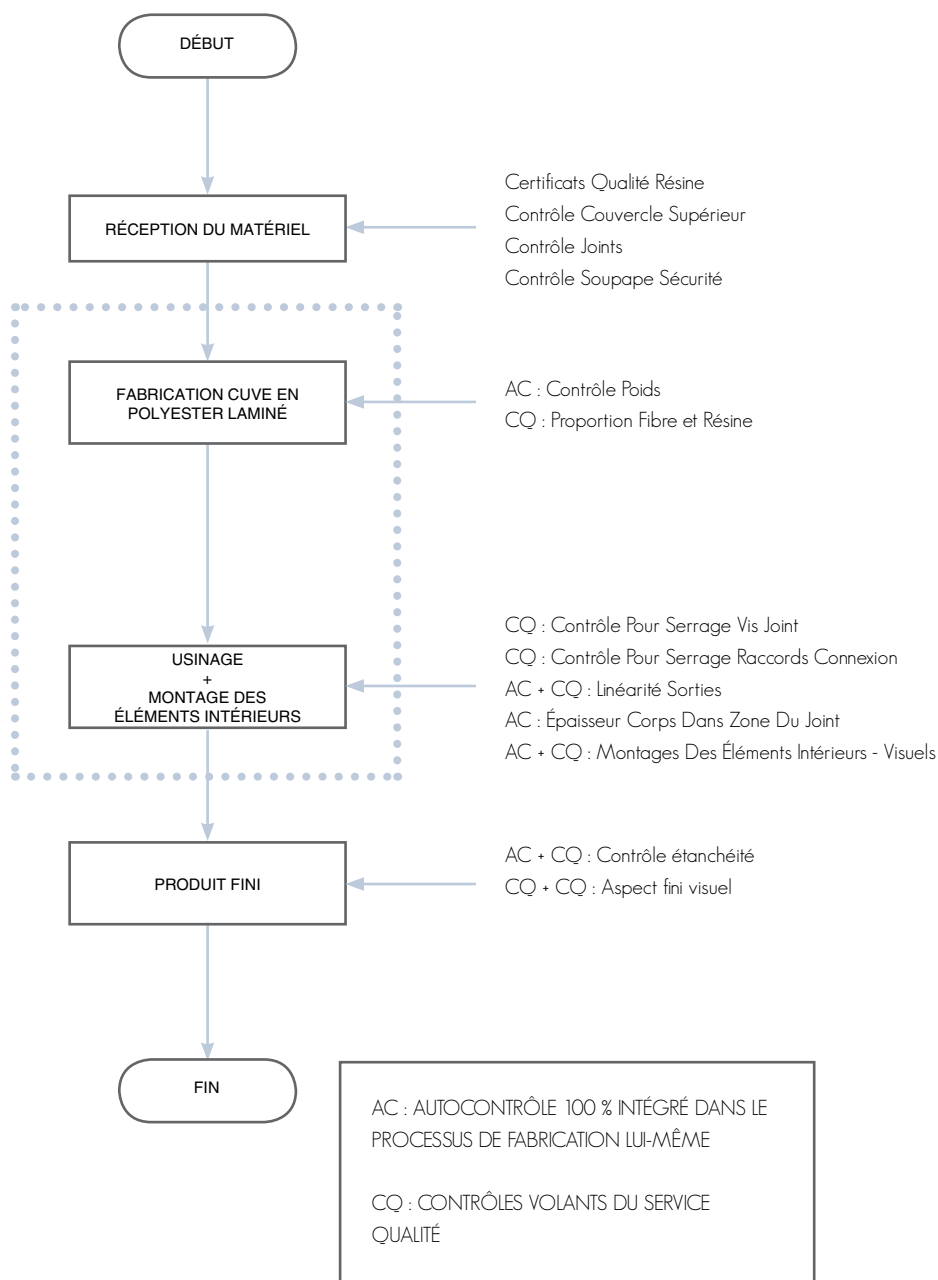 DÉBUT
RÉCEPTION DU MATÉRIEL
Certificats Qualité Résine
Contrôle Couvercle Supérieur
Contrôle Joints
Contrôle Soupape Sécurité
FABRICATION CUVE EN
POLYESTER LAMINÉ
AC : Contrôle Poids
CQ : Proportion Fibre et Résine
USINAGE
+
MONTAGE DES
ÉLÉMENTS INTÉRIEURS
CQ : Contrôle Pour Serrage Vis Joint
CQ : Contrôle Pour Serrage Raccords Connexion
AC + CQ : Linéarité Sorties
AC : Épaisseur Corps Dans Zone Du Joint
AC + CQ : Montages Des Éléments Intérieurs - Visuels
PRODUIT FINI
AC + CQ : Contrôle étanchéité
CQ + CQ : Aspect fini visuel
FIN
AC : AUTOCONTRÔLE 100 % INTÉGRÉ DANS LE
PROCESSUS DE FABRICATION LUI-MÊME
CQ : CONTRÔLES VOLANTS DU SERVICE
QUALITÉ